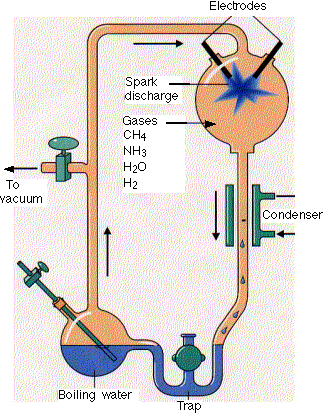 Electrodes
Spark
discharge
Gases
CH4
NH3
H2O
H2
To
vacuum
Condenser
Boiling water
Trap